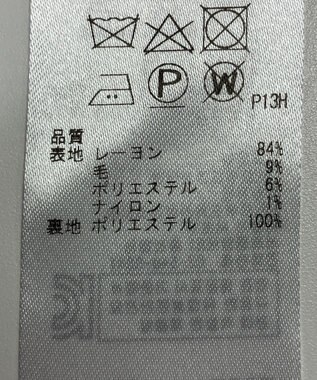 P W P13H
品質
表地 レーヨン 84%
毛 9%
ポリエステル 6%
ナイロン 1%
裏地 ポリエステル 100%